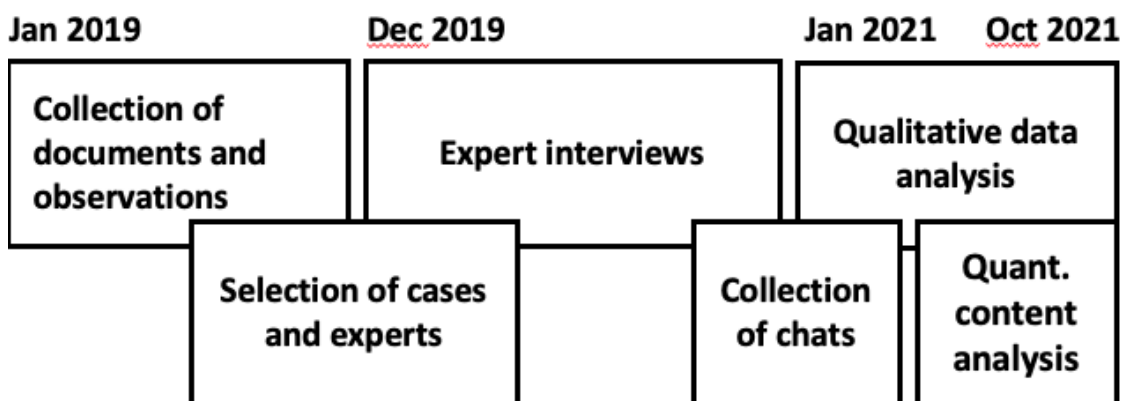 Jan 2019
Dec 2019
Jan 2021
Oct 2021
Collection of
documents and
observations
Expert interviews
Qualitative data
analysis
Selection of cases
and experts
Collection
of chats
Quant.
content
analysis